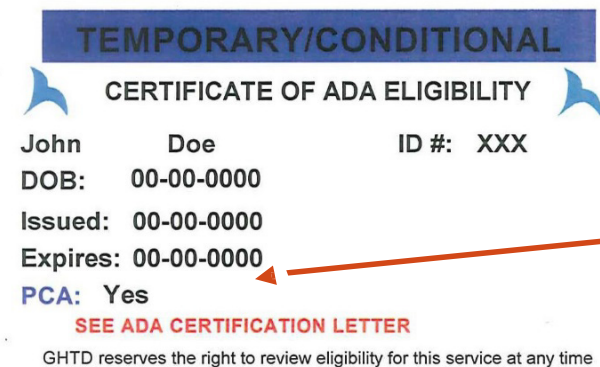 TEMPORARY/CONDITIONAL
CERTIFICATE OF ADA ELIGIBILITY
John Doe ID #: XXX
DOB: 00-00-0000
Issued: 00-00-0000
Expires: 00-00-0000
PCA: Yes
SEE ADA CERTIFICATION LETTER
GHTD reserves the right to review eligibility for this service at any time